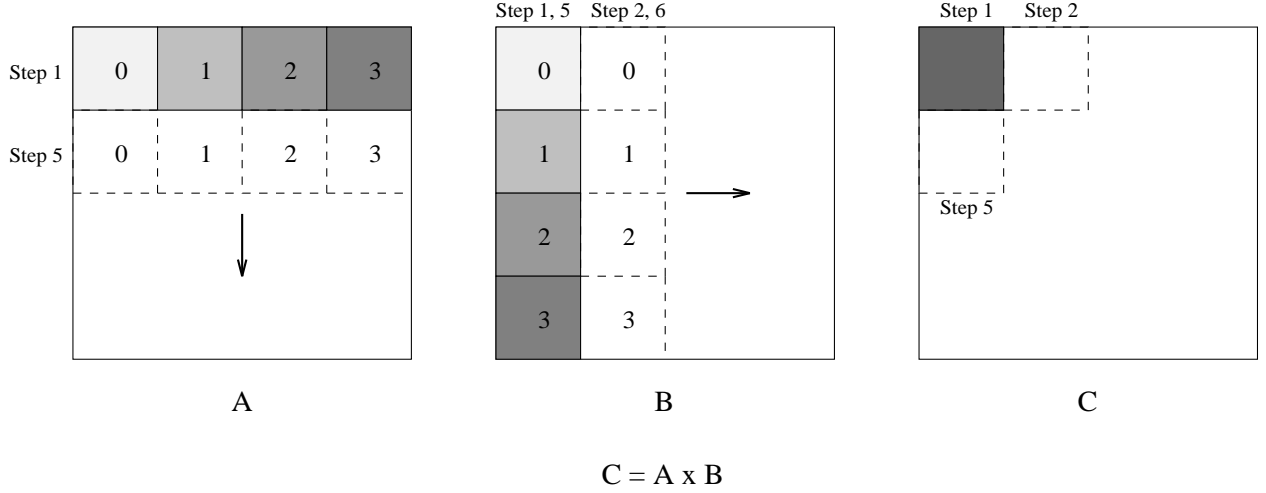 Step 1, 5 Step 2, 6 Step 1 Step 2
Step 1 0 1 2 3 0 0
Step 5 0 1 2 3 1 1
Step 5
2 2
3 3
A B C
C = A x B